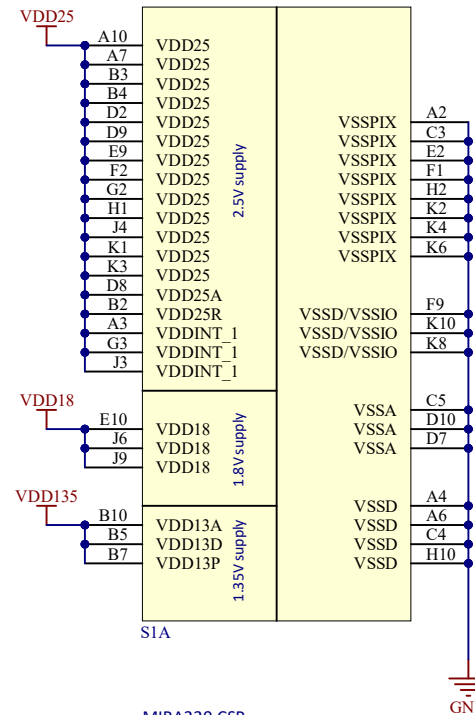 VDD25
A10 VDD25
A7 VDD25
B3 VDD25
B4 VDD25
D2 VDD25 VSSPIX A2
D9 VDD25 VSSPIX C3
E9 VDD25 VSSPIX E2
F2 VDD25 VSSPIX F1
G2 VDD25 VSSPIX H2
H1 VDD25 VSSPIX K2
J4 VDD25 VSSPIX K4
K1 VDD25 VSSPIX K6
K3 VDD25
D8 VDD25A
B2 VDD25R VSSD/VSSIO F9
A3 VDDINT_1 VSSD/VSSIO K10
G3 VDDINT_1 VSSD/VSSIO K8
J3 VDDINT_1
2.5V supply
VDD18
E10 VDD18 VSSA C5
J6 VDD18 VSSA D10
J9 VDD18 VSSA D7
1.8V supply
VDD135
B10 VDD13A VSSD A4
B5 VDD13D VSSD A6
B7 VDD13P VSSD C4
VSSD H10
1.35V supply
S1A
GN